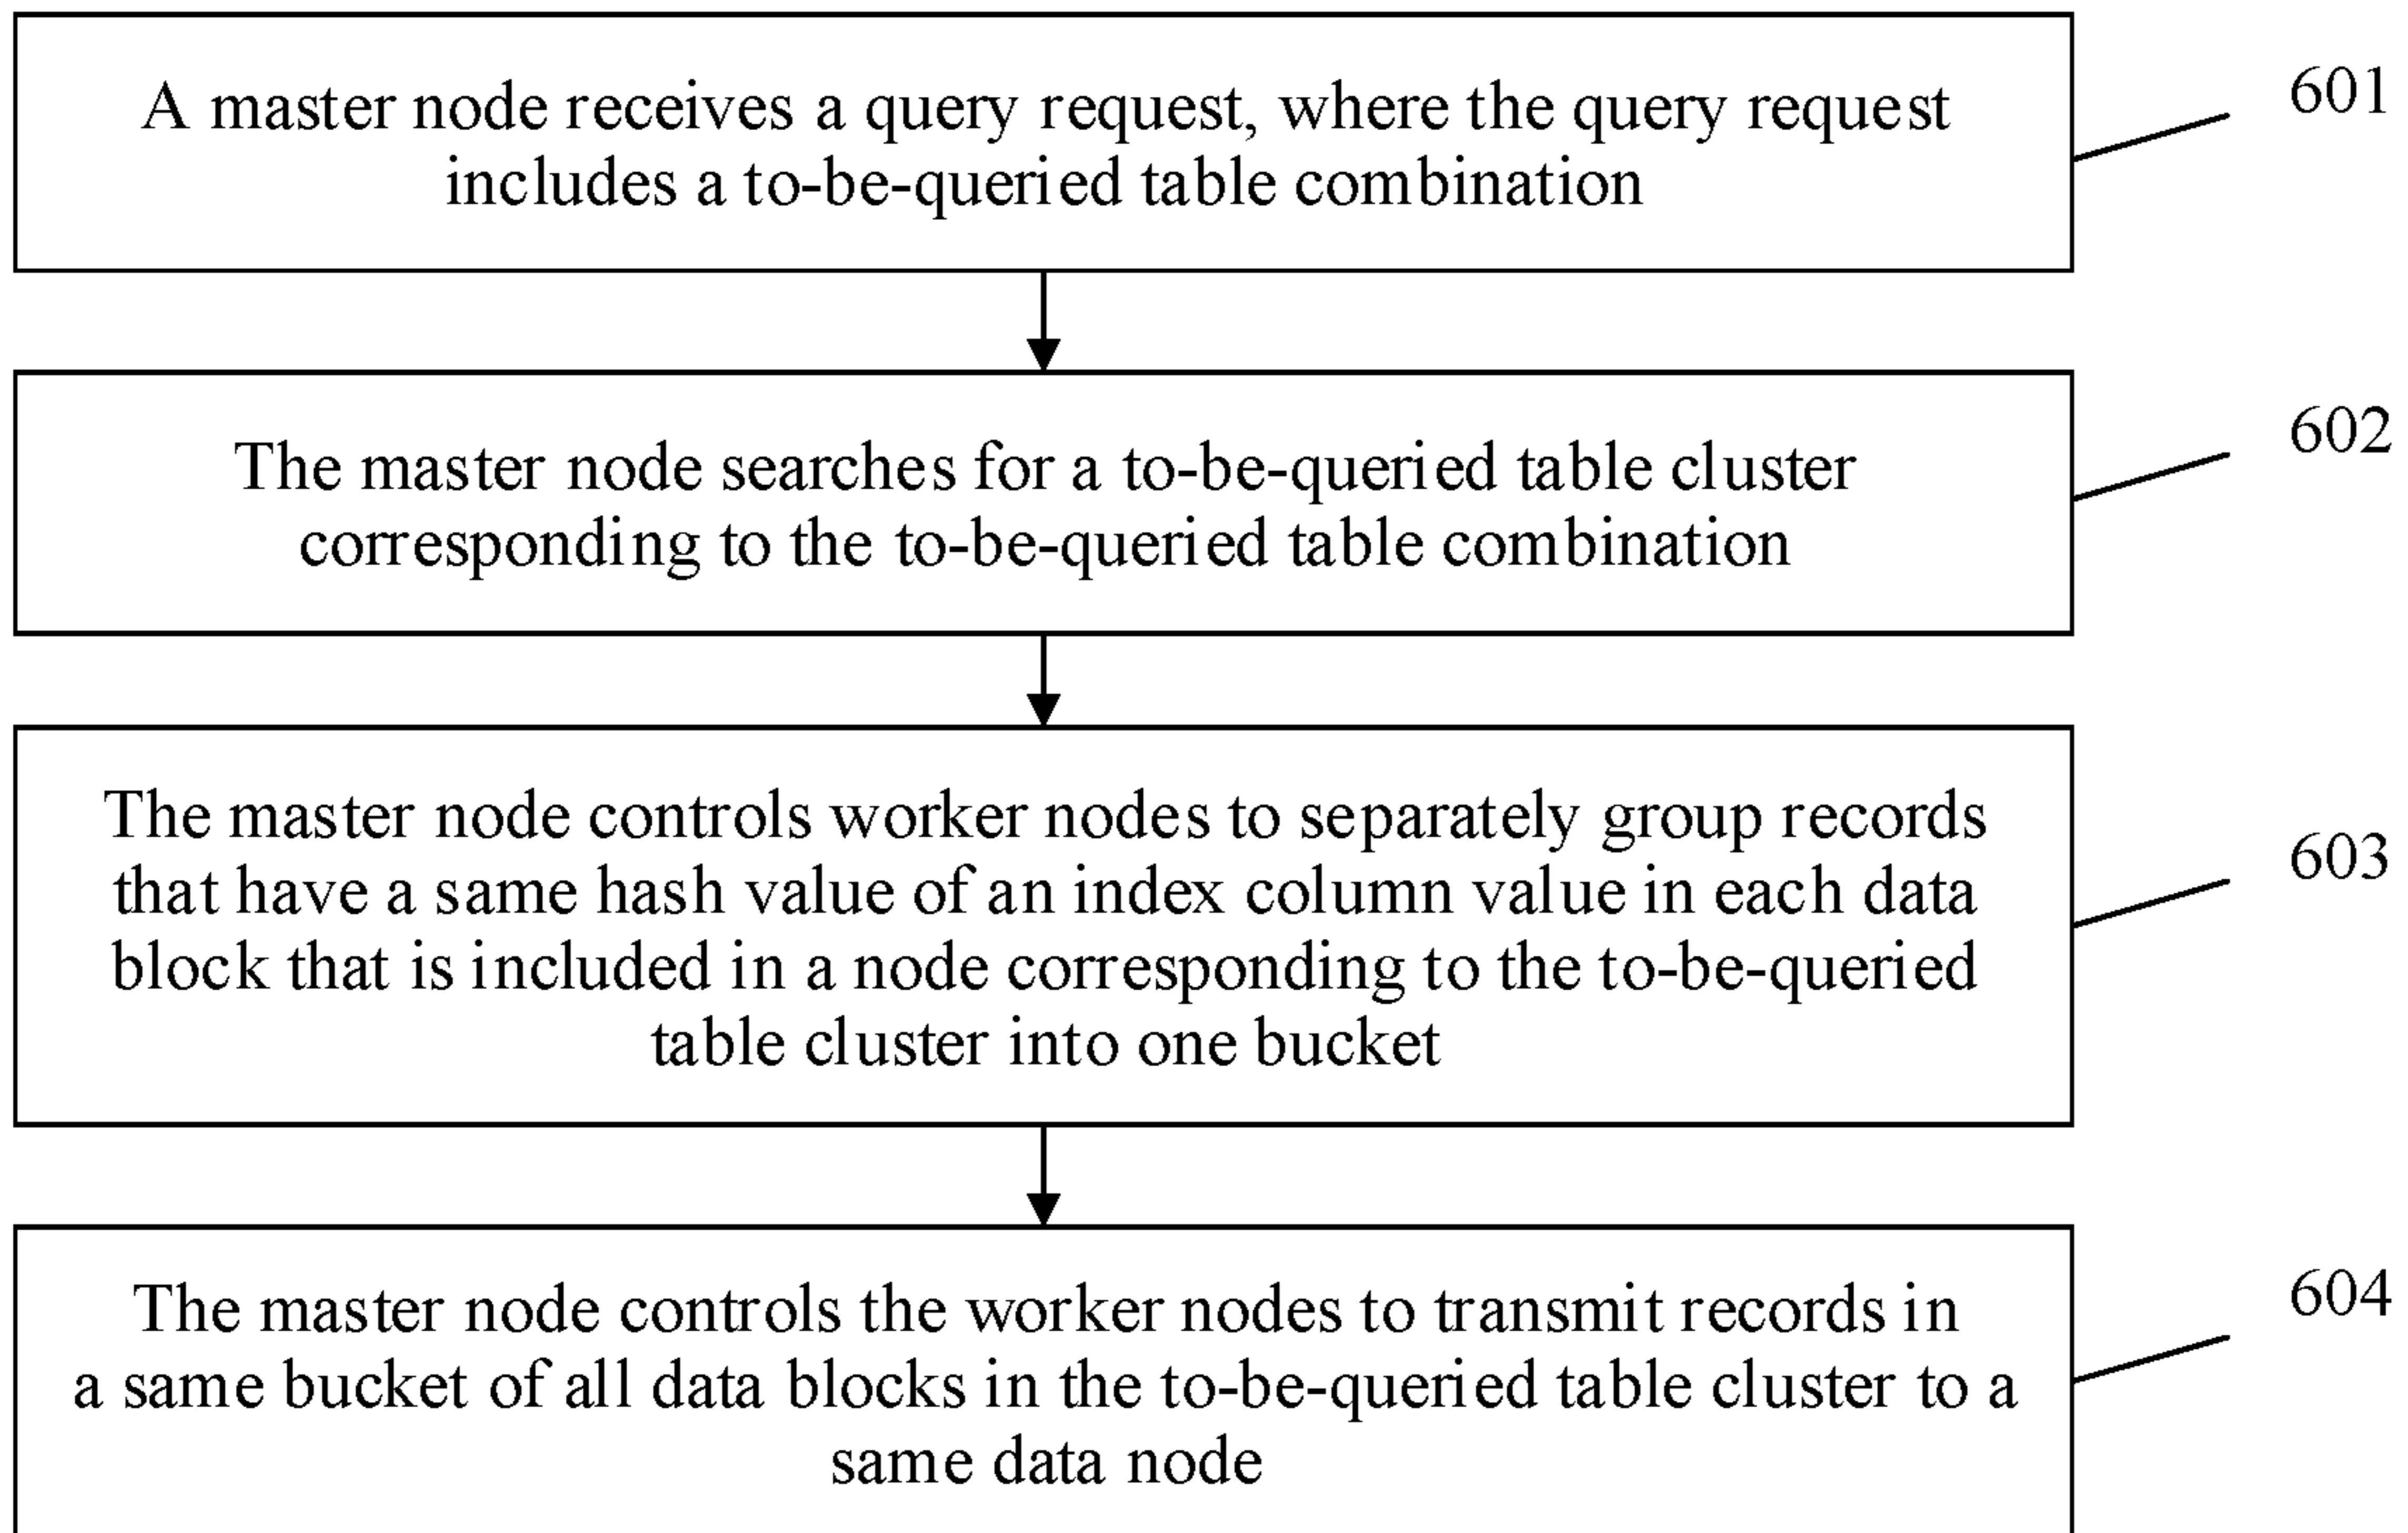 A master node receives a query request, where the query request
includes a to-be-queried table combination
601
The master node searches for a to-be-queried table cluster
corresponding to the to-be-queried table combination
602
The master node controls worker nodes to separately group records
that have a same hash value of an index column value in each data
block that is included in a node corresponding to the to-be-queried
table cluster into one bucket
603
The master node controls the worker nodes to transmit records in
a same bucket of all data blocks in the to-be-queried table cluster to a
same data node
604